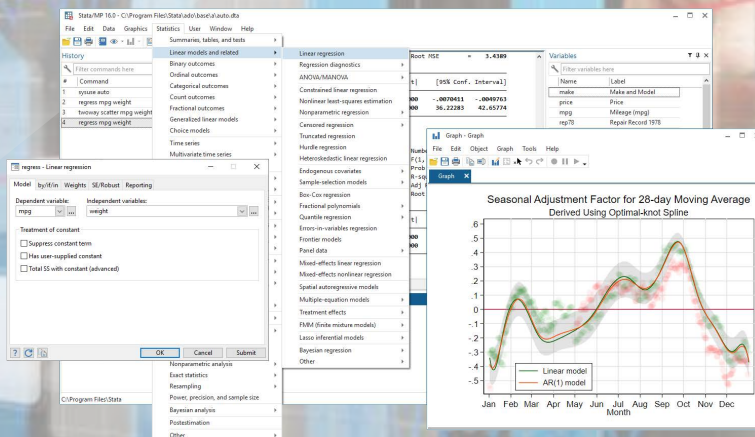 Stata/MP 16.0 - C:\Program Files\Stata\ado\base\a\auto.dta
File Edit Data Graphics Statistics User Window Help
History
Filter commands here
# Command
1 sysuse auto
2 regress mpg weight
3 twoway scatter mpg weight
4 regress mpg weight
Summaries, tables, and tests
Linear models and related
Binary outcomes
Ordinal outcomes
Categorical outcomes
Count outcomes
Fractional outcomes
Generalized linear models
Choice models
Time series
Multivariate time series
Nonparametric analysis
Exact statistics
Resampling
Power, precision, and sample size
Bayesian analysis
Postestimation
Other
Linear regression
Regression diagnostics
ANOVA/MANOVA
Constrained linear regression
Nonlinear least-squares estimation
Nonparametric regression
Censored regression
Truncated regression
Hurdle regression
Heteroskedastic linear regression
Endogenous covariates
Sample-selection models
Box-Cox regression
Fractional polynomials
Quantile regression
Errors-in-variables regression
Frontier models
Panel data
Mixed-effects linear regression
Mixed-effects nonlinear regression
Spatial autoregressive models
Multiple-equation models
Treatment effects
FMM (finite mixture models)
Lasso inferential models
Bayesian regression
Other
Root MSE = 3.4389
t| [95% Conf. Interval]
000 -.0070411 -.0049763
000 36.22283 42.65774
Numbe
F(1,
Prob
R-squ
Adj R
Root
t|
000
000
Variables
Filter variables here
Name Label
make Make and Model
price Price
mpg Mileage (mpg)
rep78 Repair Record 1978
regress - Linear regression
Model by/if/in Weights SE/Robust Reporting
Dependent variable: Independent variables:
mpg ... weight ...
Treatment of constant
Suppress constant term
Has user-supplied constant
Total SS with constant (advanced)
? OK Cancel Submit
C:\Program Files\Stata
Graph - Graph
File Edit Object Graph Tools Help
Graph
Seasonal Adjustment Factor for 28-day Moving Average
Derived Using Optimal-knot Spline
.6
.5
.4
.3
.2
.1
0
-.1
-.2
-.3
-.4
-.5
Linear model
AR(1) model
Jan Feb Mar Apr May Jun Jul Aug Sep Oct Nov Dec
Month